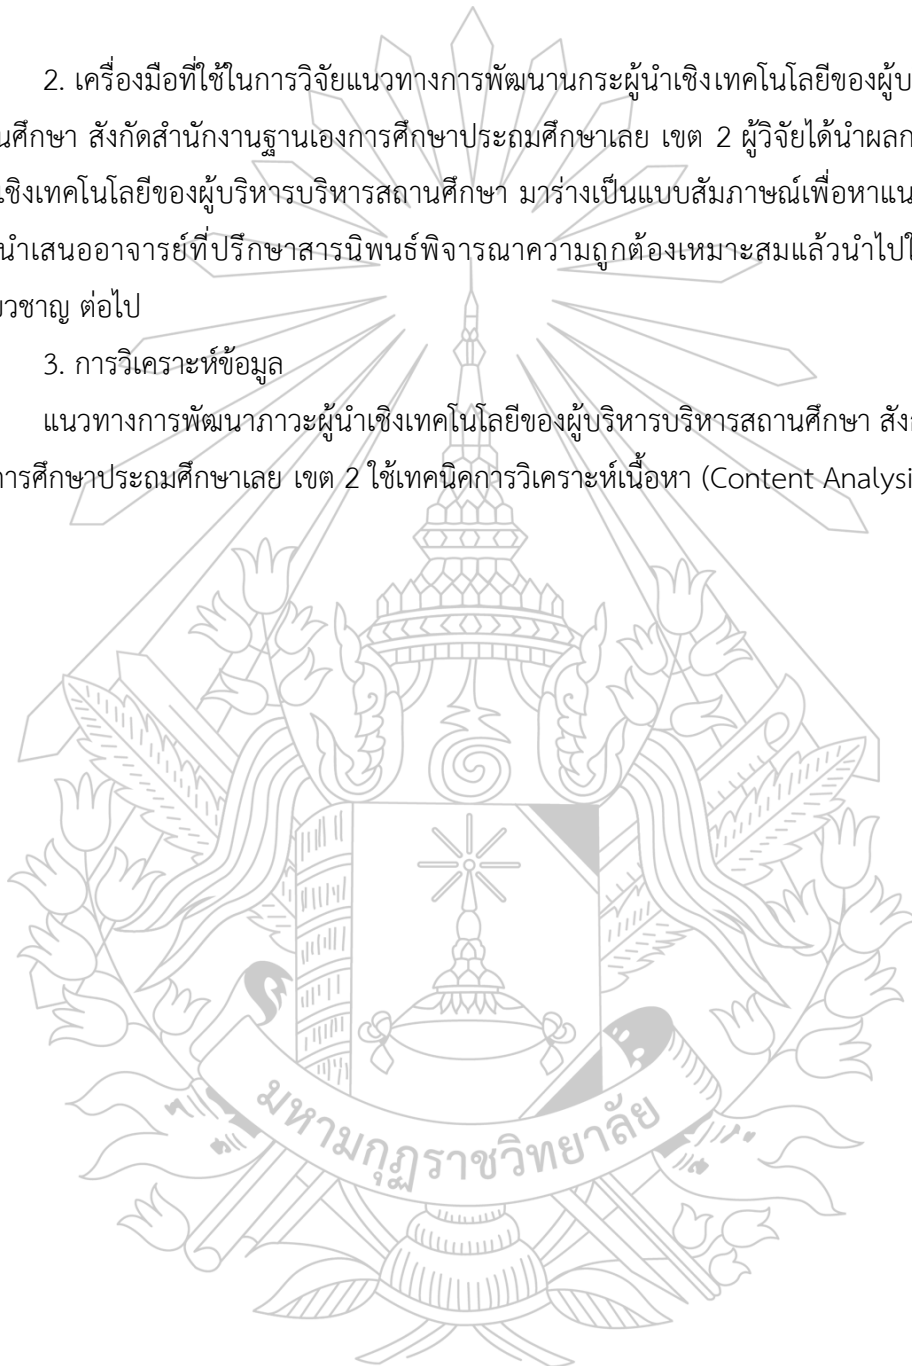 2. เครื่องมือที่ใช้ในการวิจัยแนวทางการพัฒนานกระผู้นำเชิงเทคโนโลยีของผู้บ
นศึกษา สังกัดสำนักงานฐานเองการศึกษาประถมศึกษาเลย เขต 2 ผู้วิจัยได้นำผลก
เชิงเทคโนโลยีของผู้บริหารบริหารสถานศึกษา มาร่างเป็นแบบสัมภาษณ์เพื่อหาแน
นำเสนออาจารย์ที่ปรึกษาสารนิพนธ์พิจารณาความถูกต้องเหมาะสมแล้วนำไปใ
ยวชาญ ต่อไป
3. การวิเคราะห์ข้อมูล
แนวทางการพัฒนาภาวะผู้นำเชิงเทคโนโลยีของผู้บริหารบริหารสถานศึกษา สัง
การศึกษาประถมศึกษาเลย เขต 2 ใช้เทคนิคการวิเคราะห์เนื้อหา (Content Analysi
มหามกุฏราชวิทยาลัย